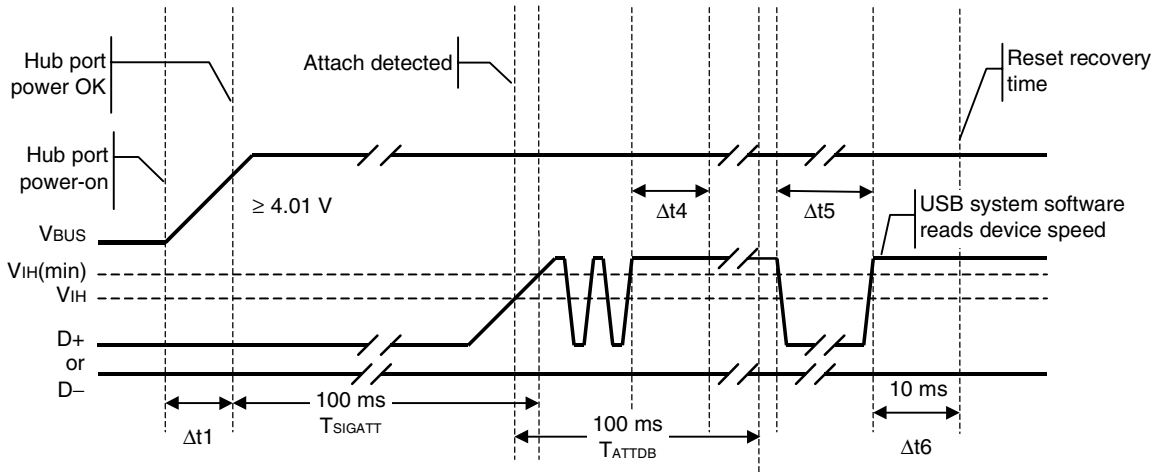 Hub port
power OK
Attach detected
Reset recovery
time
Hub port
power-on
≥ 4.01 V
Δt4
Δt5
USB system software
reads device speed
VBUS
VIH(min)
VIH
D+
or
D−
100 ms
TSIGATT
Δt1
100 ms
TATTDB
10 ms
Δt6